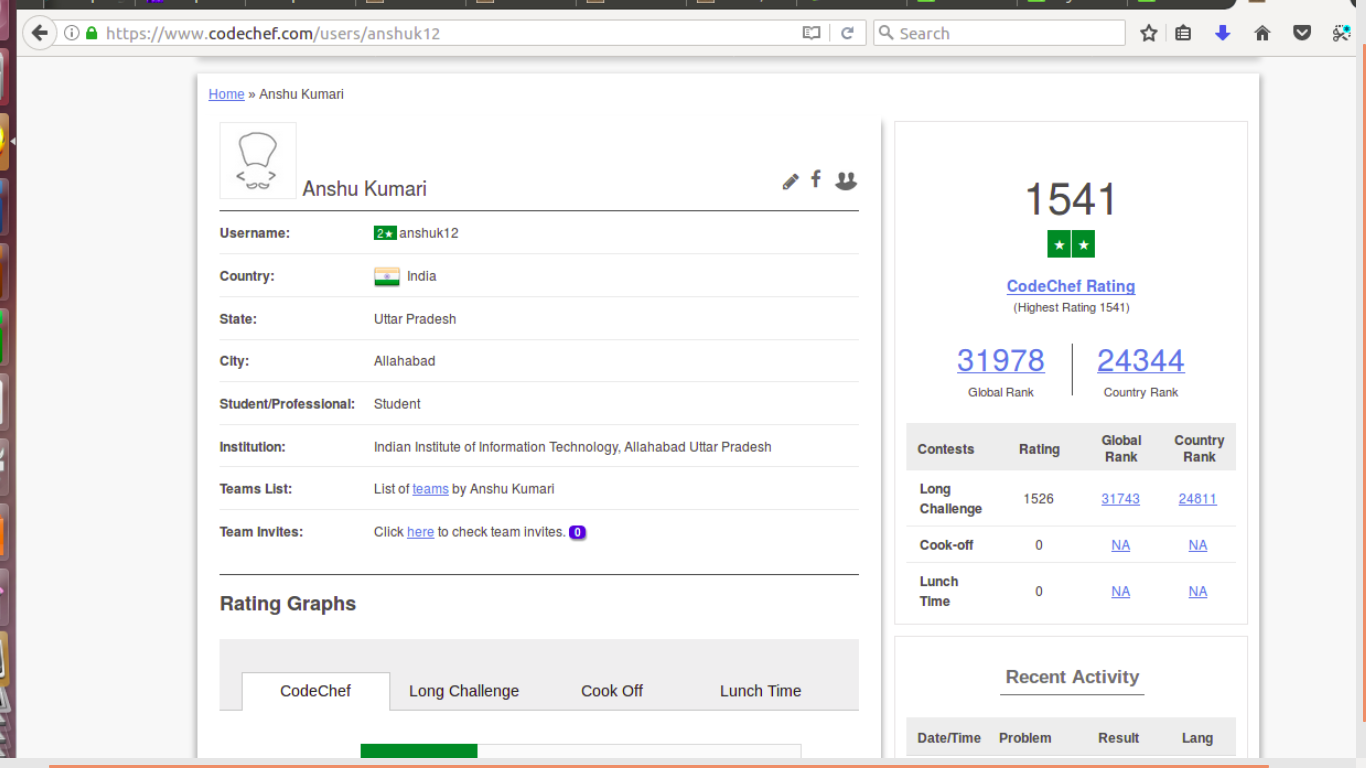 https://www.codechef.com/users/anshuk12
Search
Home » Anshu Kumari
Anshu Kumari
Username: 2★ anshuk12
Country: India
State: Uttar Pradesh
City: Allahabad
Student/Professional: Student
Institution: Indian Institute of Information Technology, Allahabad Uttar Pradesh
Teams List: List of teams by Anshu Kumari
Team Invites: Click here to check team invites. 0
Rating Graphs
CodeChef Long Challenge Cook Off Lunch Time
1541
★ ★
CodeChef Rating
(Highest Rating 1541)
31978 24344
Global Rank Country Rank
Contests Rating Global Rank Country Rank
Long Challenge 1526 31743 24811
Cook-off 0 NA NA
Lunch Time 0 NA NA
Recent Activity
Date/Time Problem Result Lang